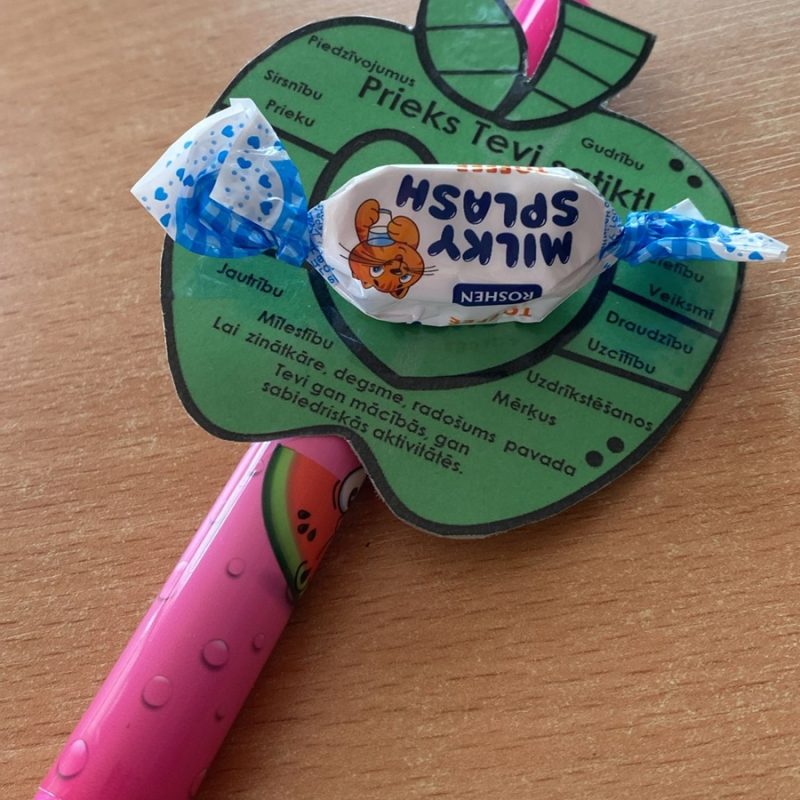 Piedzīvojumus
Sirsnību
Prieku
Prieks Tevi satikt!
Gudrību
TOFFEE
MILKY
SPLASH
ROSHEN
Jautrību
Mīlestību
Veiksmi
Draudzību
Uzcītību
Uzdrīkstēšanos
Mērķus
Lai zinātkāre, degsme, radošums pavada
Tevi gan mācībās, gan
sabiedriskās aktivitātēs.